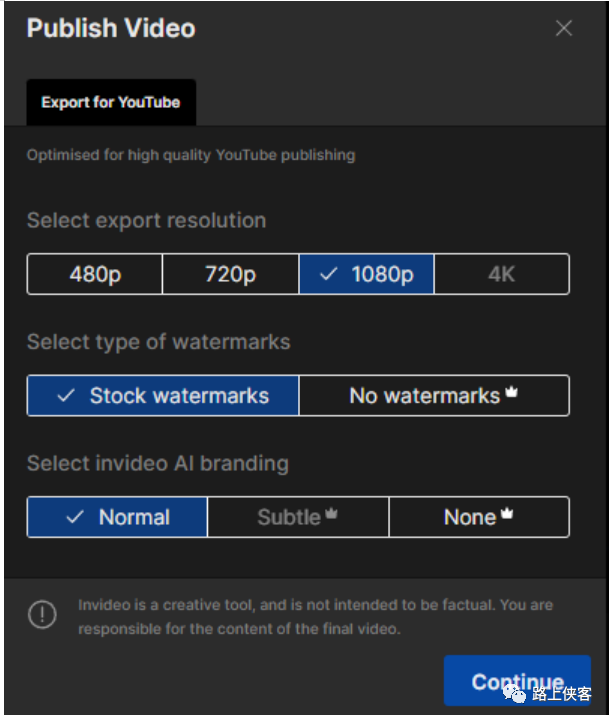 Publish Video
Export for YouTube
Optimised for high quality YouTube publishing
Select export resolution
480p 720p 1080p 4K
Select type of watermarks
Stock watermarks No watermarks
Select invideo AI branding
Normal Subtle None
Invideo is a creative tool, and is not intended to be factual. You are
responsible for the content of the final video.
Continue
路上侠客